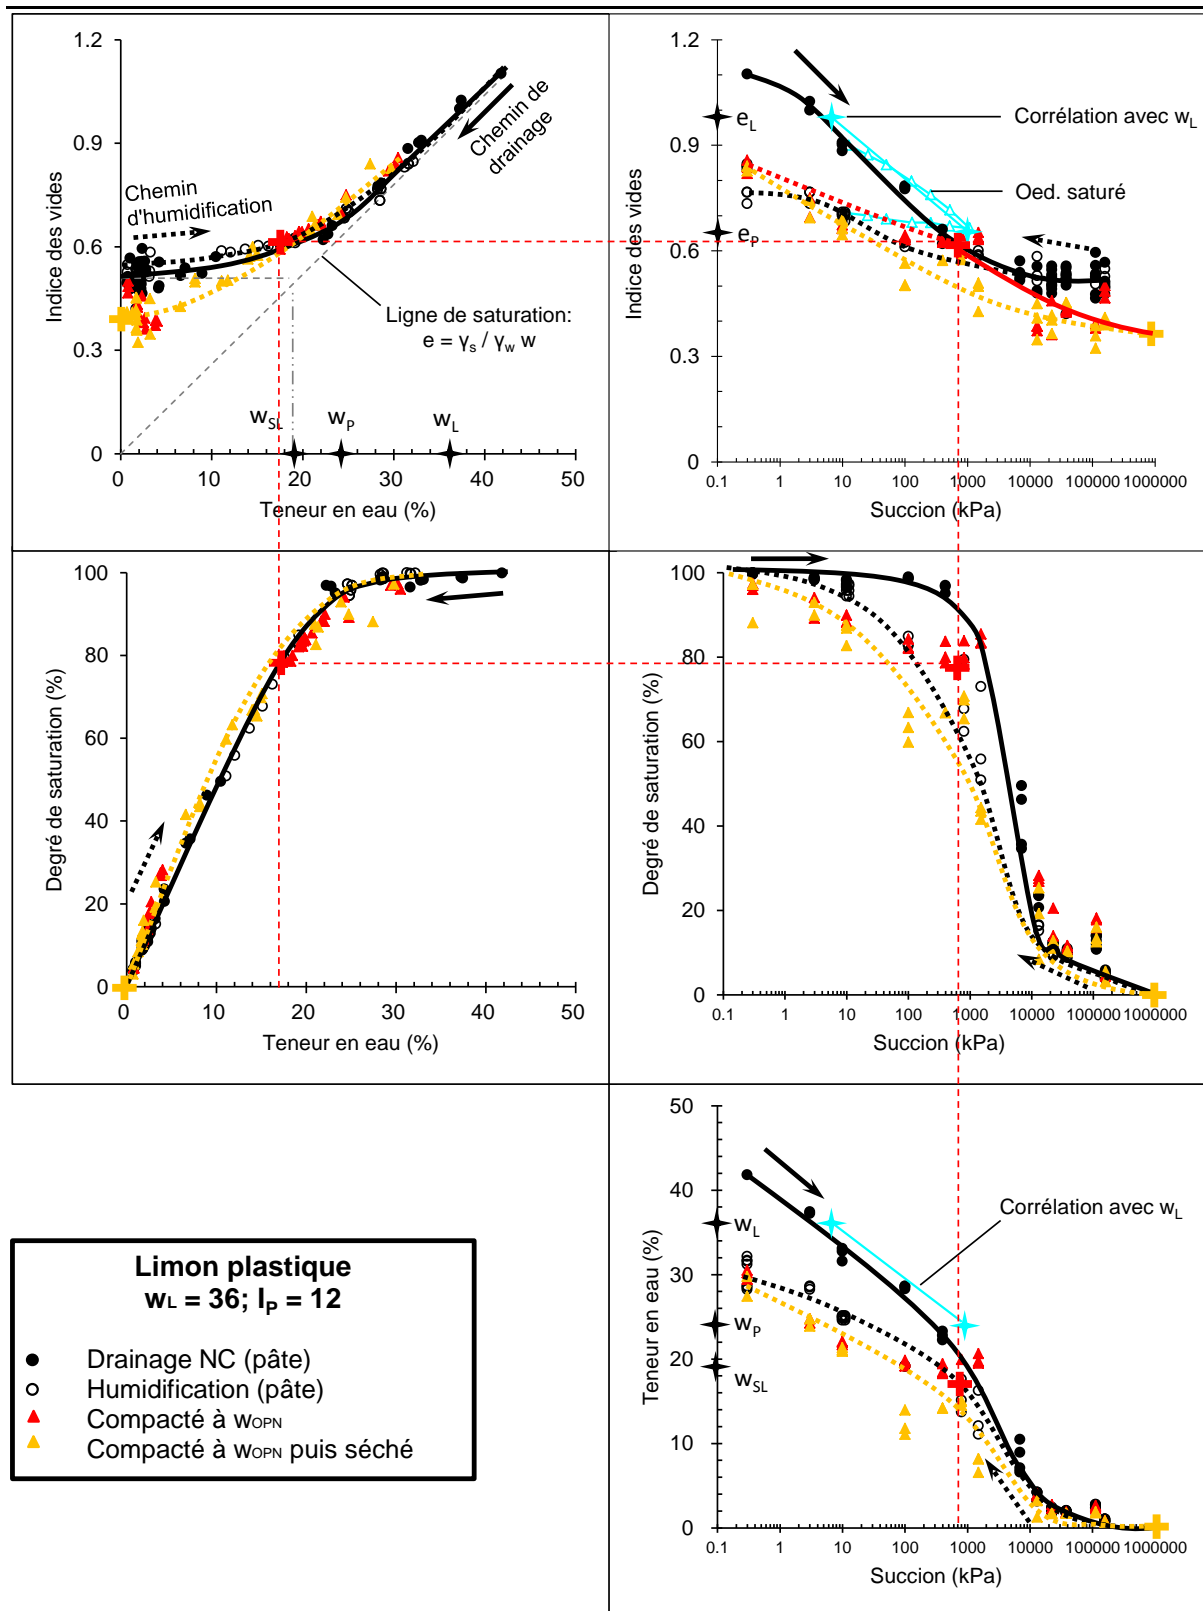 1.2
0.9
0.6
0.3
0
Indice des vides
Chemin de drainage
Chemin d'humidification
Ligne de saturation:
e = γs / γw w
wSL
wP
wL
0 10 20 30 40 50
Teneur en eau (%)
1.2
0.9
0.6
0.3
0
Indice des vides
eL
eP
Corrélation avec wL
Oed. saturé
0.1 1 10 100 1000 10000 100000 1000000
Succion (kPa)
100
80
60
40
20
0
Degré de saturation (%)
0 10 20 30 40 50
Teneur en eau (%)
100
80
60
40
20
0
Degré de saturation (%)
0.1 1 10 100 1000 10000 100000 1000000
Succion (kPa)
50
40
30
20
10
0
Teneur en eau (%)
wL
wP
wSL
Corrélation avec wL
0.1 1 10 100 1000 10000 100000 1000000
Succion (kPa)
Limon plastique
wL = 36; IP = 12
Drainage NC (pâte)
Humidification (pâte)
Compacté à wOPN
Compacté à wOPN puis séché